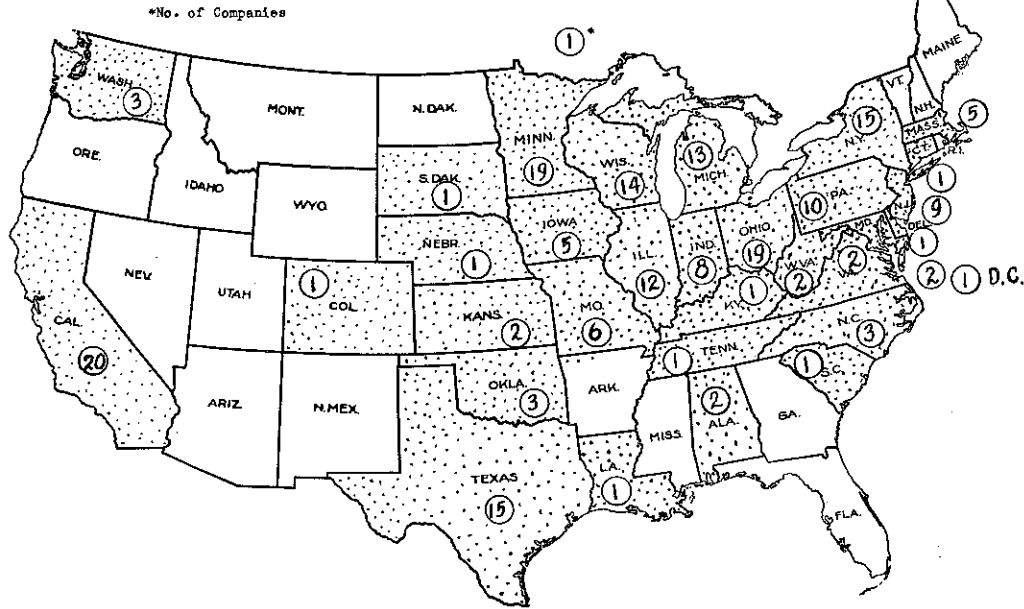 *No. of Companies
1*
MAINE
WASH.
3
MONT.
N.DAK.
MINN.
19
VT.
N.H.
15
N.Y.
MASS.
5
CT.
R.I.
ORE.
IDAHO
S.DAK.
1
WIS.
14
13
MICH.
1
WYO.
IOWA
5
10
PA.
N.J.
9
NEBR.
1
ILL.
12
IND.
8
OHIO
19
MD.
DEL.
1
W.VA.
2
VA.
2
2
1 D.C.
NEV.
UTAH
1
COL.
KANS.
2
MO.
6
KY.
1
CAL.
20
N.C.
3
TENN.
1
1
S.C.
ARIZ.
N.MEX.
OKLA.
3
ARK.
MISS.
2
ALA.
GA.
TEXAS
15
LA.
1
FLA.